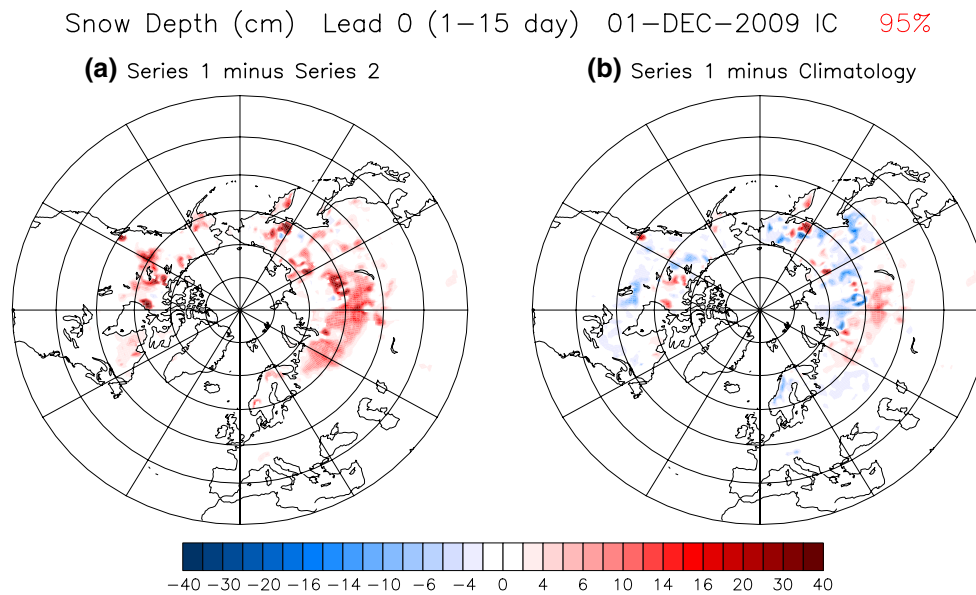 Snow Depth (cm) Lead 0 (1-15 day) 01-DEC-2009 IC 95%
(a) Series 1 minus Series 2
(b) Series 1 minus Climatology
-40 -30 -20 -16 -14 -10 -6 -4 0 4 6 10 14 16 20 30 40